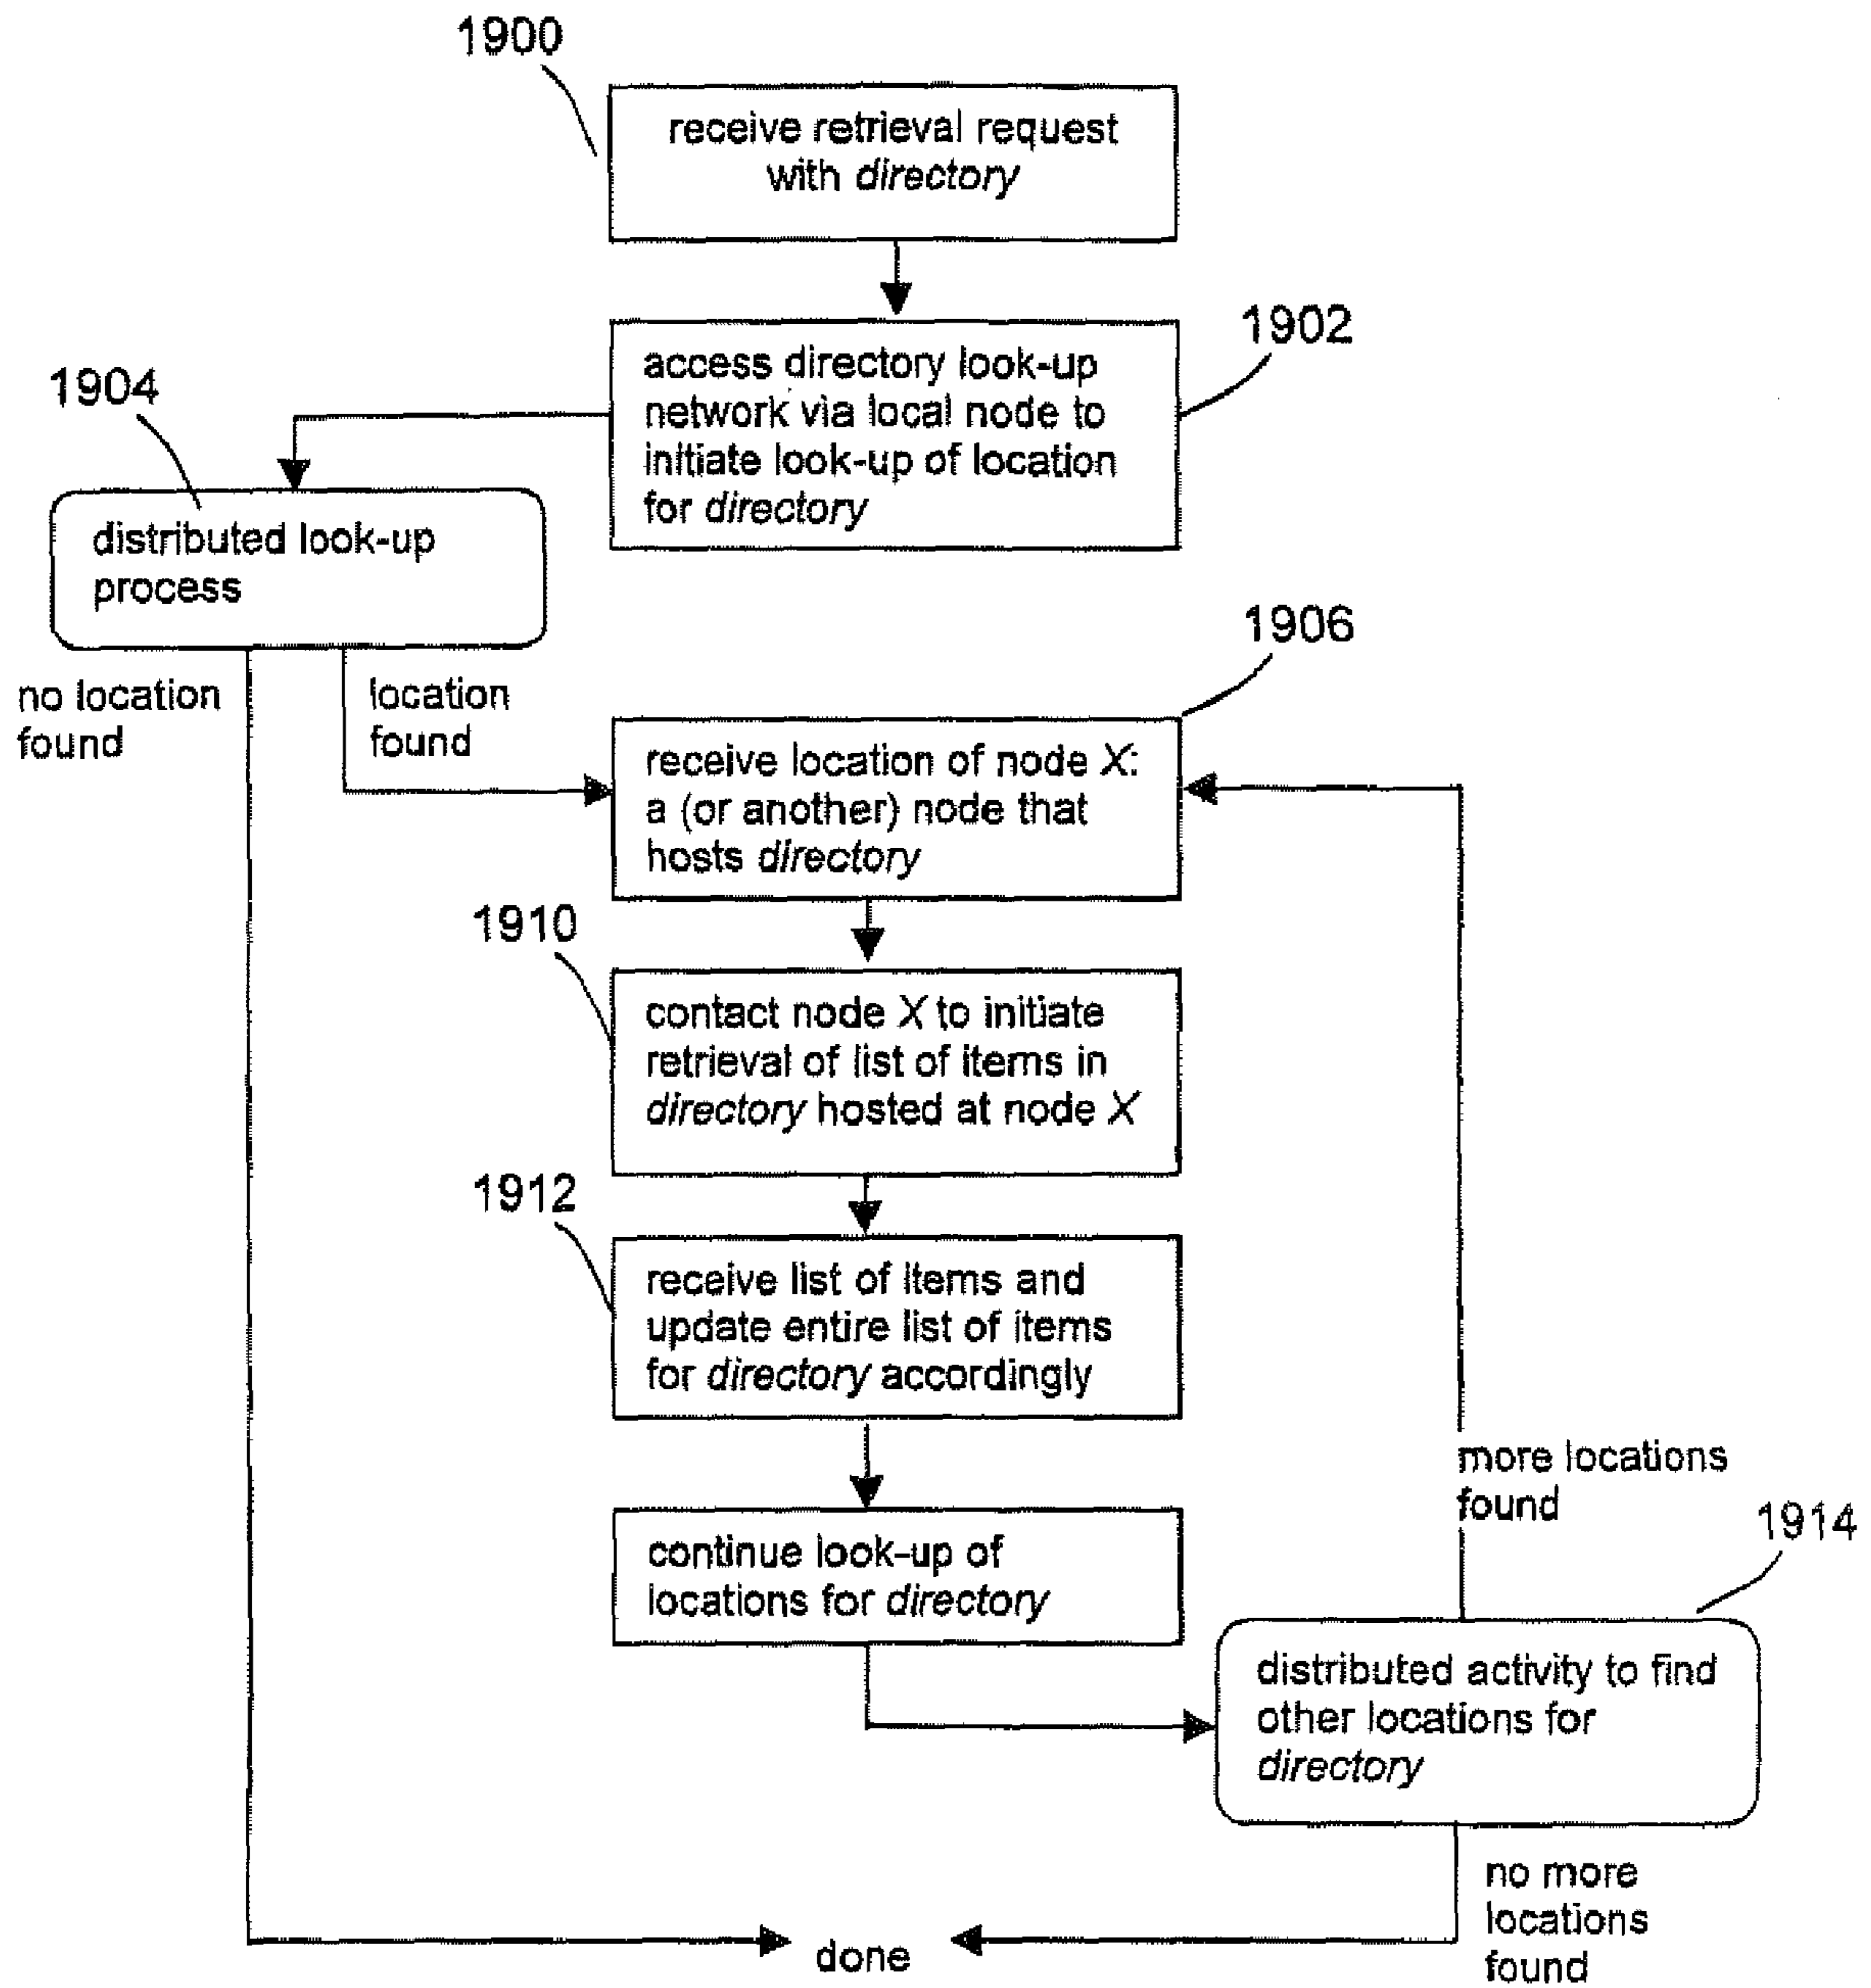 1900
receive retrieval request
with directory
1902
access directory look-up
network via local node to
initiate look-up of location
for directory
1904
distributed look-up
process
no location
found
location
found
1906
receive location of node X:
a (or another) node that
hosts directory
1910
contact node X to initiate
retrieval of list of items in
directory hosted at node X
1912
receive list of items and
update entire list of items
for directory accordingly
continue look-up of
locations for directory
more locations
found
1914
distributed activity to find
other locations for
directory
no more
locations
found
done